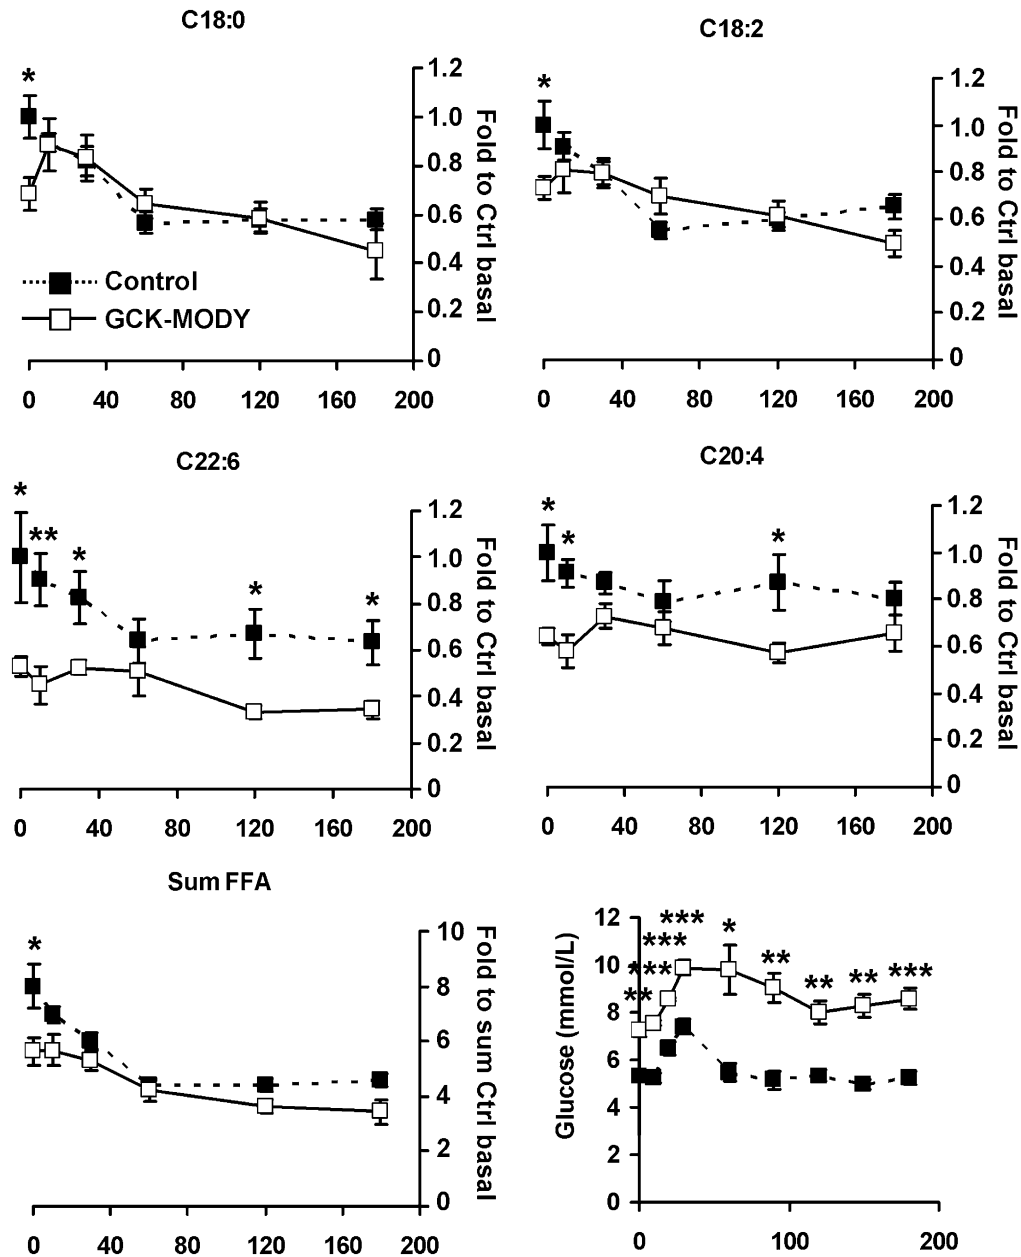 C18:0
*
1.2
1.0
0.8
0.6
0.4
0.2
0
Fold to Ctrl basal
Control
GCK-MODY
0 40 80 120 160 200
C18:2
*
1.2
1.0
0.8
0.6
0.4
0.2
0
Fold to Ctrl basal
0 40 80 120 160 200
C22:6
* ** * * *
1.2
1.0
0.8
0.6
0.4
0.2
0
Fold to Ctrl basal
0 40 80 120 160 200
C20:4
* * *
1.2
1.0
0.8
0.6
0.4
0.2
0
Fold to Ctrl basal
0 40 80 120 160 200
Sum FFA
*
10
8
6
4
2
0
Fold to sum Ctrl basal
0 40 80 120 160 200
Glucose (mmol/L)
12
10
8
6
4
2
0
** *** *** *** * ** ** ** ***
0 100 200